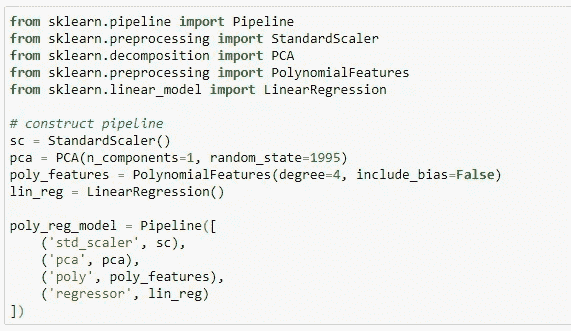 from sklearn.pipeline import Pipeline
from sklearn.preprocessing import StandardScaler
from sklearn.decomposition import PCA
from sklearn.preprocessing import PolynomialFeatures
from sklearn.linear_model import LinearRegression

# construct pipeline
sc = StandardScaler()
pca = PCA(n_components=1, random_state=1995)
poly_features = PolynomialFeatures(degree=4, include_bias=False)
lin_reg = LinearRegression()

poly_reg_model = Pipeline([
    ('std_scaler', sc),
    ('pca', pca),
    ('poly', poly_features),
    ('regressor', lin_reg)
])